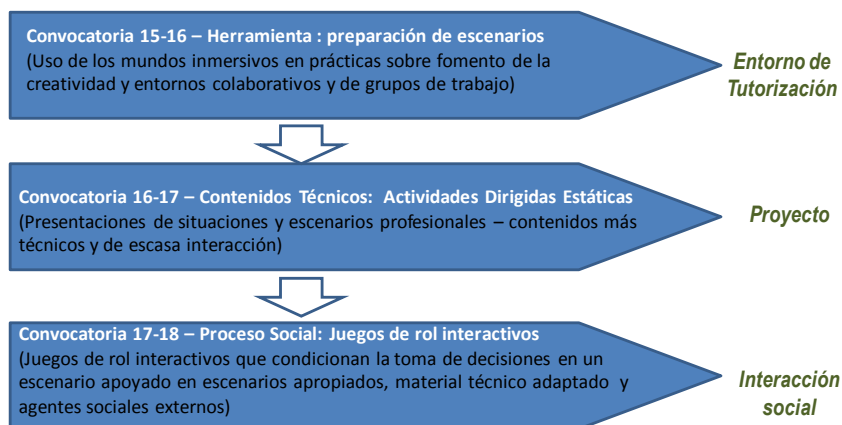 Convocatoria 15-16 – Herramienta : preparación de escenarios
(Uso de los mundos inmersivos en prácticas sobre fomento de la
creatividad y entornos colaborativos y de grupos de trabajo)
Entorno de
Tutorización
Convocatoria 16-17 – Contenidos Técnicos: Actividades Dirigidas Estáticas
(Presentaciones de situaciones y escenarios profesionales – contenidos más
técnicos y de escasa interacción)
Proyecto
Convocatoria 17-18 – Proceso Social: Juegos de rol interactivos
(Juegos de rol interactivos que condicionan la toma de decisiones en un
escenario apoyado en escenarios apropiados, material técnico adaptado y
agentes sociales externos)
Interacción
social